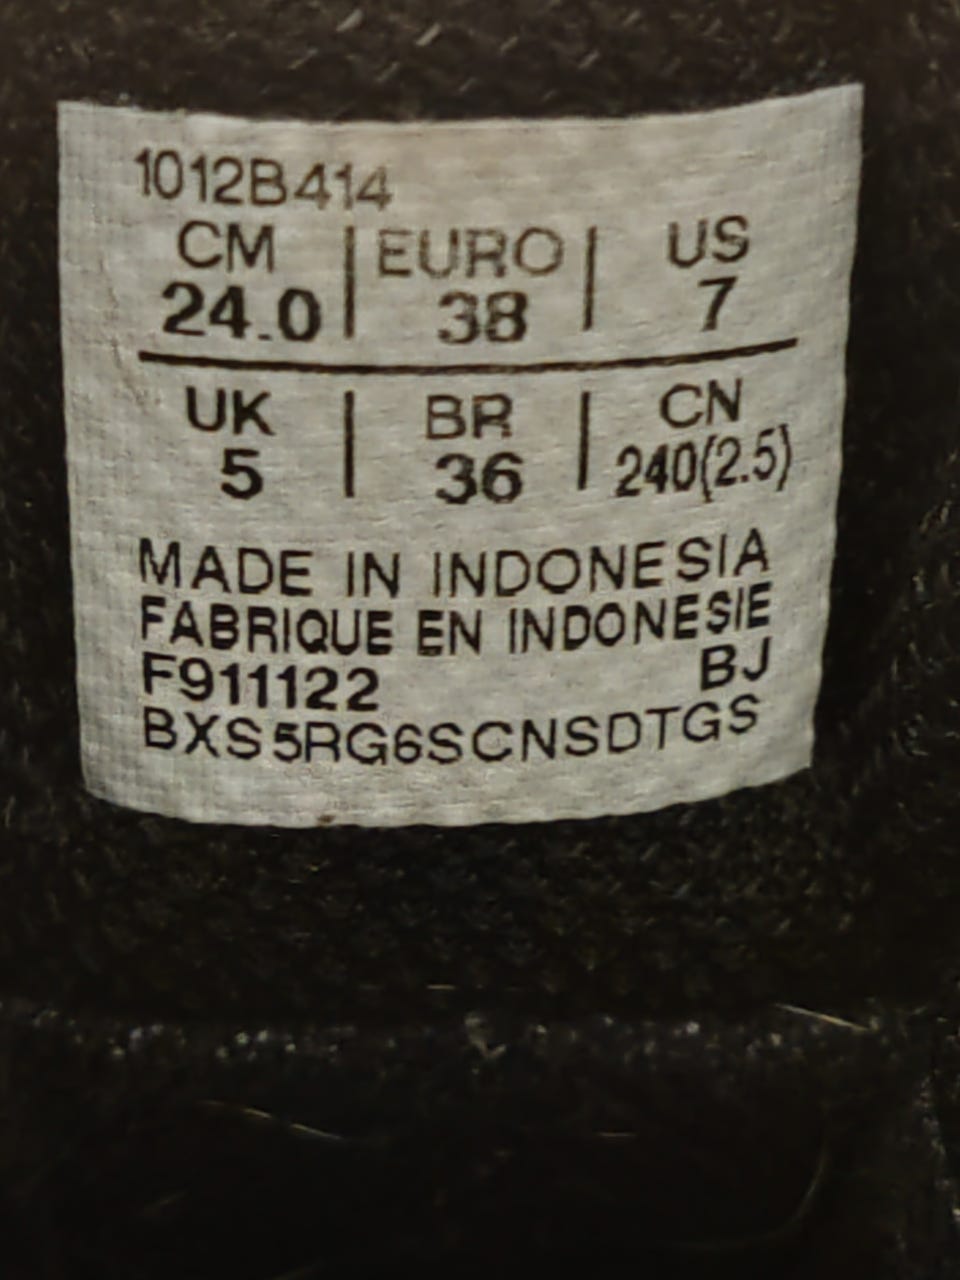 1012B414
CM | EURO | US
24.0 | 38 | 7
UK | BR | CN
5 | 36 | 240(2.5)
MADE IN INDONESIA
FABRIQUE EN INDONESIE
F911122 BJ
BXS5RG6SCNSDTGS